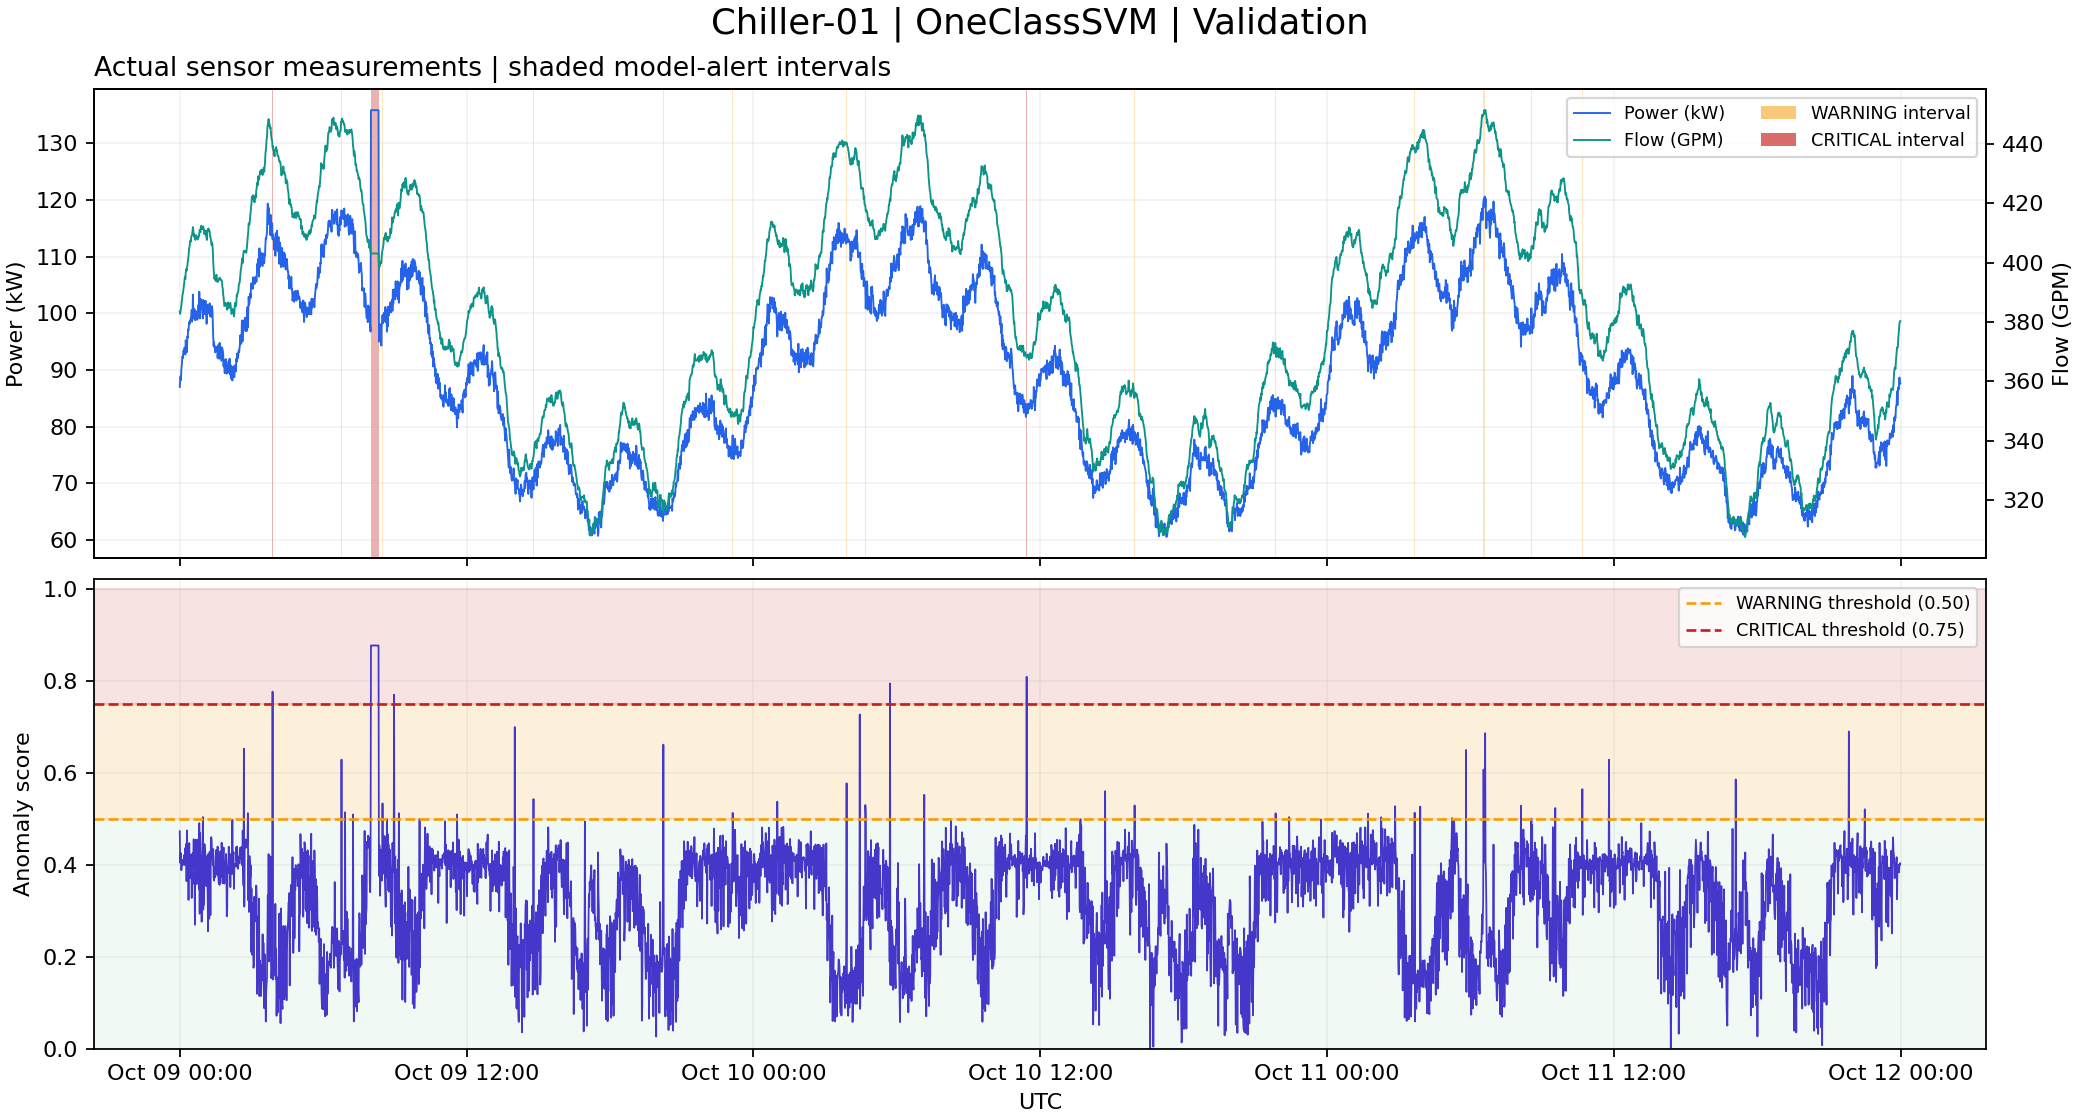 Chiller-01 | OneClassSVM | Validation
Actual sensor measurements | shaded model-alert intervals
Power (kW)
130
120
110
100
90
80
70
60
Power (kW)
Flow (GPM)
WARNING interval
CRITICAL interval
440
420
400
380
360
340
320
Flow (GPM)
Anomaly score
1.0
0.8
0.6
0.4
0.2
0.0
WARNING threshold (0.50)
CRITICAL threshold (0.75)
Oct 09 00:00
Oct 09 12:00
Oct 10 00:00
Oct 10 12:00
Oct 11 00:00
Oct 11 12:00
Oct 12 00:00
UTC